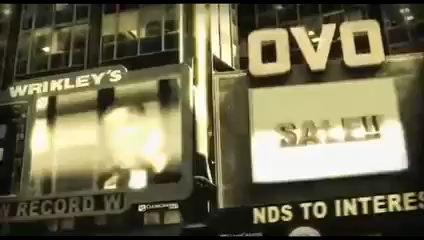 WRIKLEY'S
OVO
SALE!!
RECORD W
NDS TO INTERES